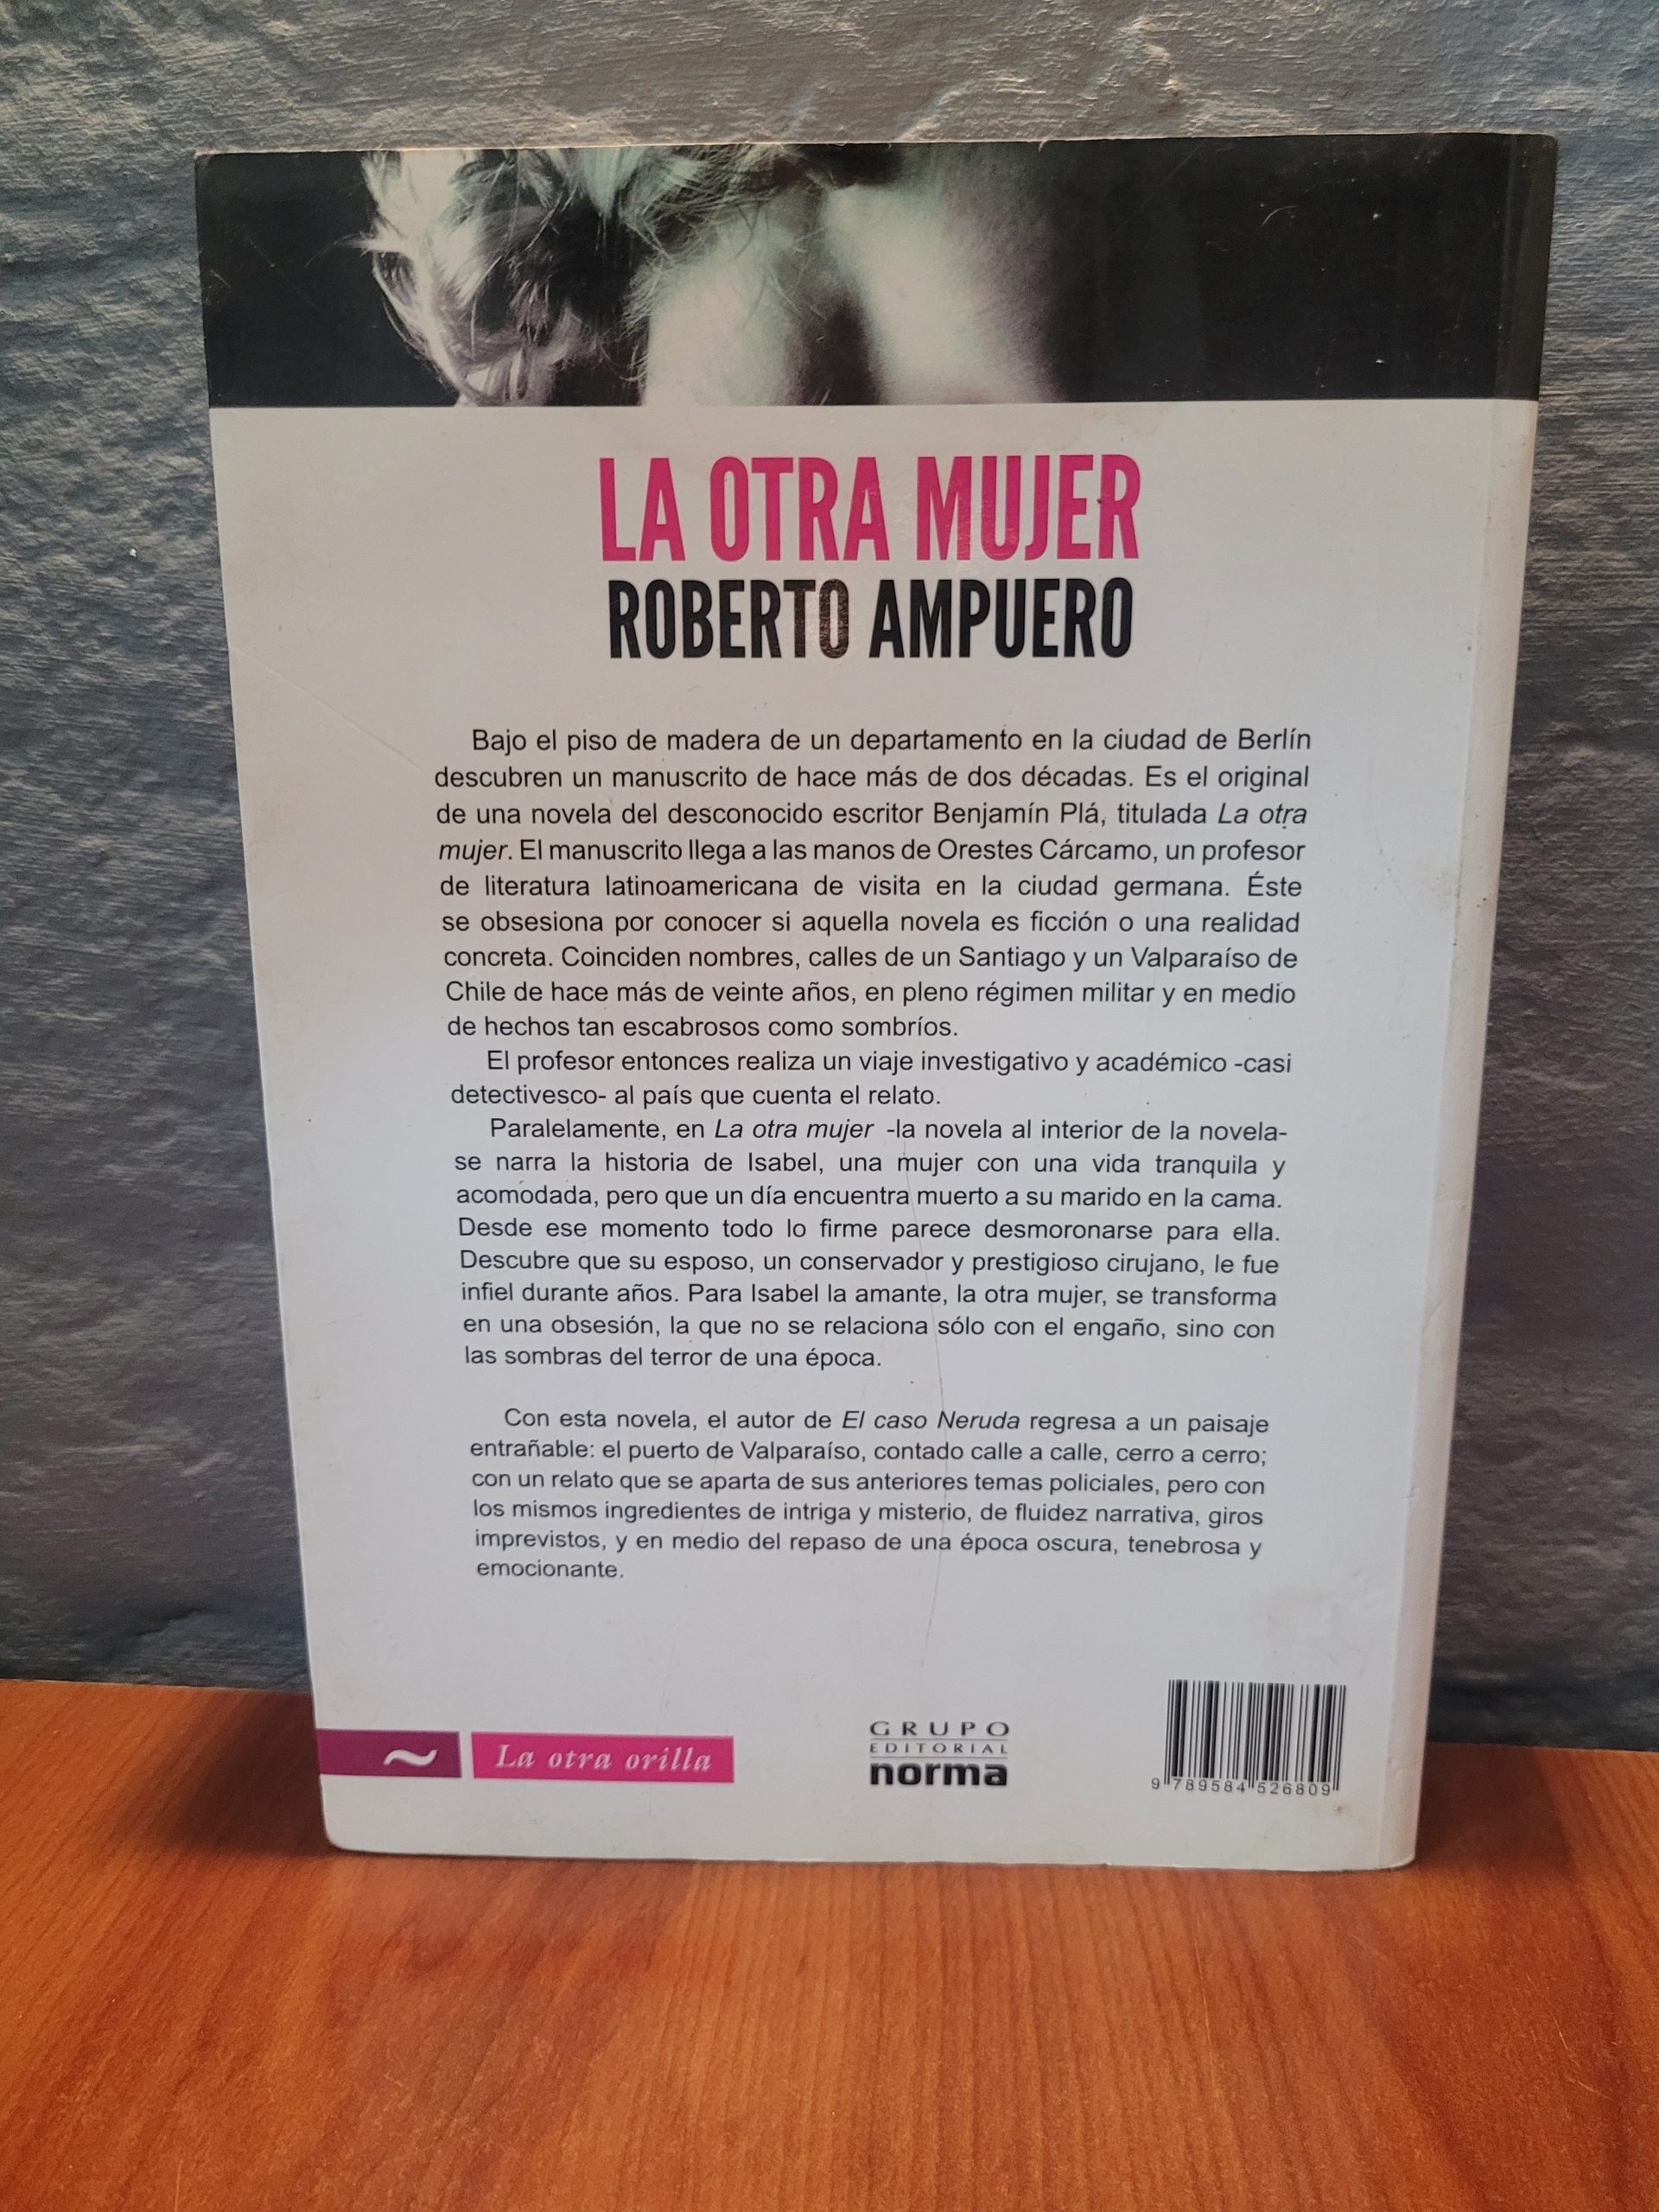 LA OTRA MUJER
ROBERTO AMPUERO
Bajo el piso de madera de un departamento en la ciudad de Berlín
descubren un manuscrito de hace más de dos décadas. Es el original
de una novela del desconocido escritor Benjamín Plá, titulada La otra
mujer. El manuscrito llega a las manos de Orestes Cárcamo, un profesor
de literatura latinoamericana de visita en la ciudad germana. Éste
se obsesiona por conocer si aquella novela es ficción o una realidad
concreta. Coinciden nombres, calles de un Santiago y un Valparaíso de
Chile de hace más de veinte años, en pleno régimen militar y en medio
de hechos tan escabrosos como sombríos.
El profesor entonces realiza un viaje investigativo y académico -casi
detectivesco- al país que cuenta el relato.
Paralelamente, en La otra mujer -la novela al interior de la novela-
se narra la historia de Isabel, una mujer con una vida tranquila y
acomodada, pero que un día encuentra muerto a su marido en la cama.
Desde ese momento todo lo firme parece desmoronarse para ella.
Descubre que su esposo, un conservador y prestigioso cirujano, le fue
infiel durante años. Para Isabel la amante, la otra mujer, se transforma
en una obsesión, la que no se relaciona sólo con el engaño, sino con
las sombras del terror de una época.
Con esta novela, el autor de El caso Neruda regresa a un paisaje
entrañable: el puerto de Valparaíso, contado calle a calle, cerro a cerro;
con un relato que se aparta de sus anteriores temas policiales, pero con
los mismos ingredientes de intriga y misterio, de fluidez narrativa, giros
imprevistos, y en medio del repaso de una época oscura, tenebrosa y
emocionante.
~ La otra orilla
GRUPO
EDITORIAL
norma
9 789584 526809